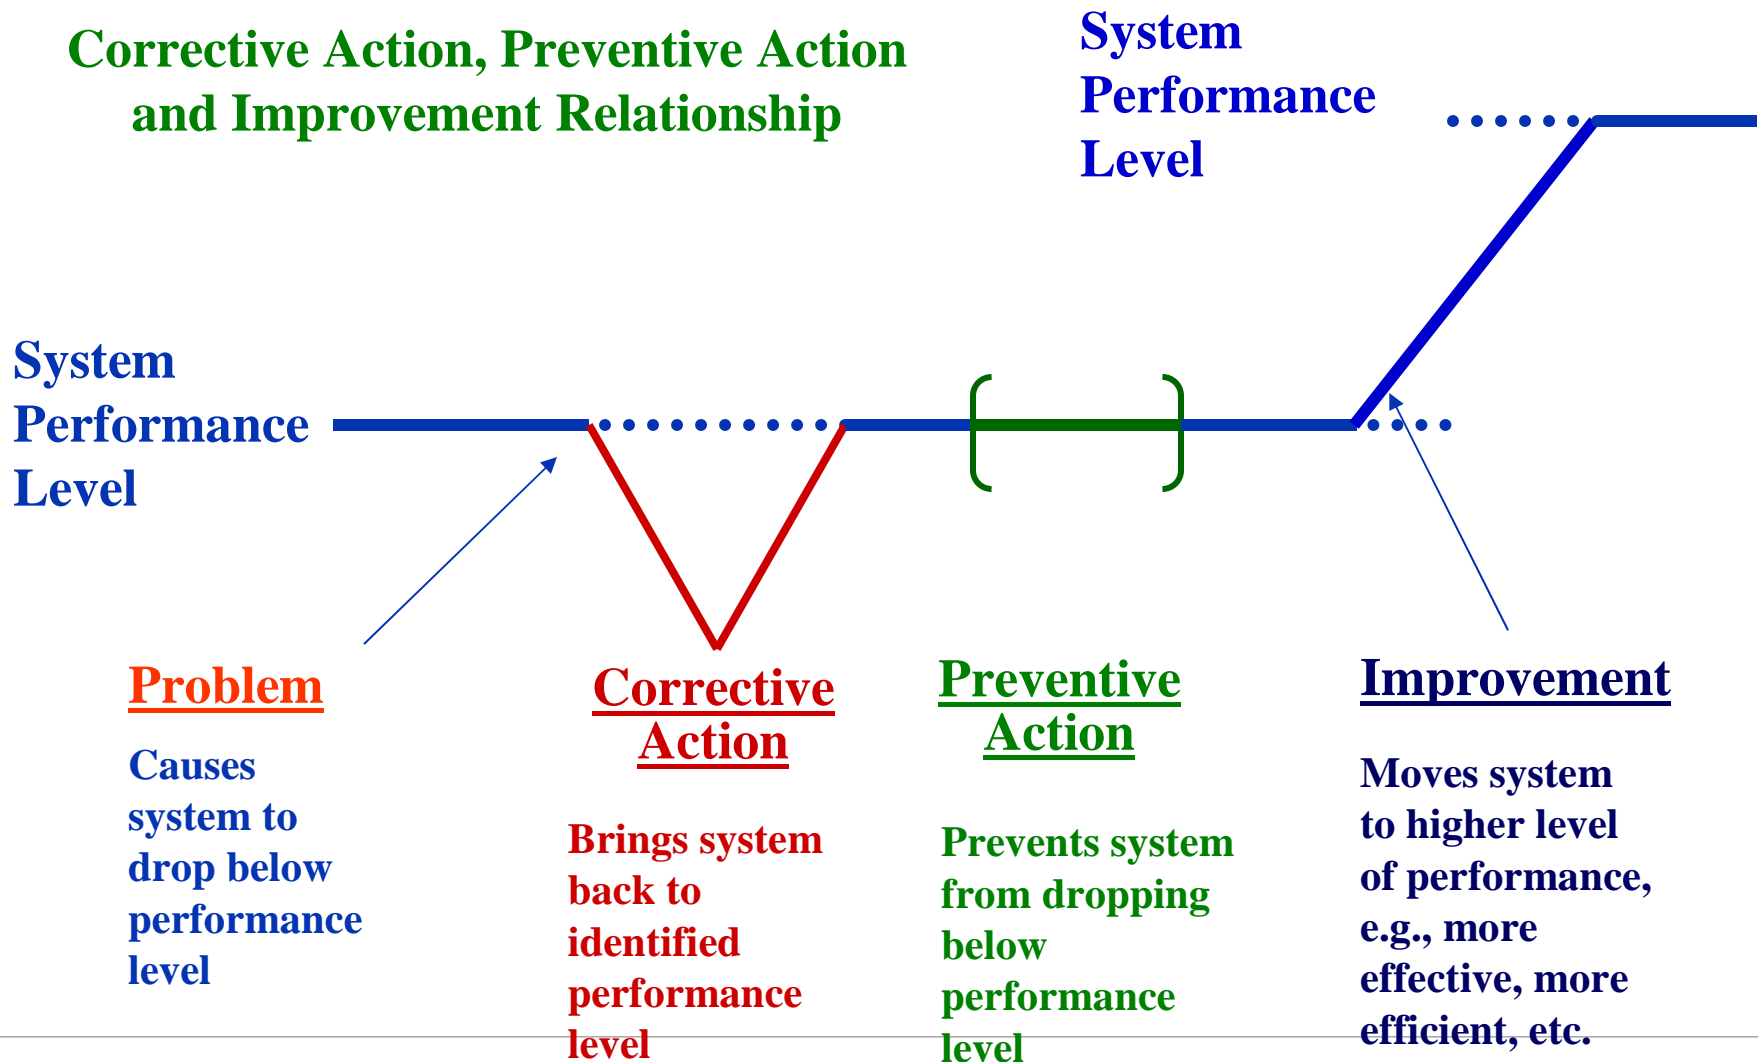 Corrective Action, Preventive Action
and Improvement Relationship
System
Performance
Level
System
Performance
Level
Problem
Causes
system to
drop below
performance
level
Corrective
Action
Brings system
back to
identified
performance
level
Preventive
Action
Prevents system
from dropping
below
performance
level
Improvement
Moves system
to higher level
of performance,
e.g., more
effective, more
efficient, etc.